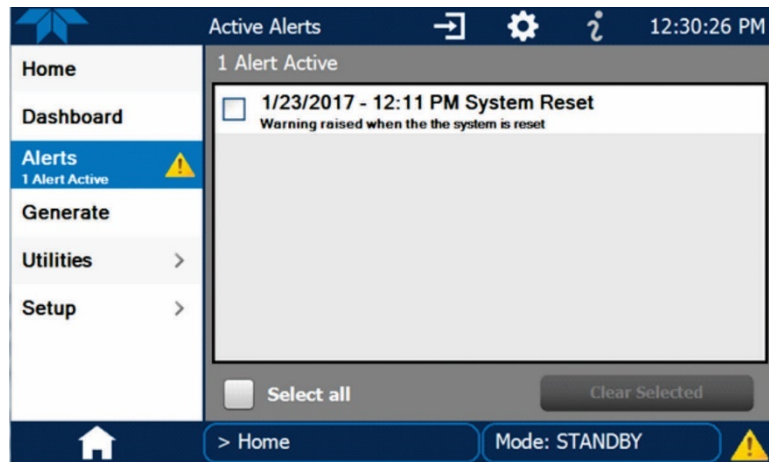 Active Alerts
12:30:26 PM
Home
Dashboard
Alerts
1 Alert Active
Generate
Utilities
Setup
1 Alert Active
1/23/2017 - 12:11 PM System Reset
Warning raised when the the system is reset
Select all
Clear Selected
> Home
Mode: STANDBY